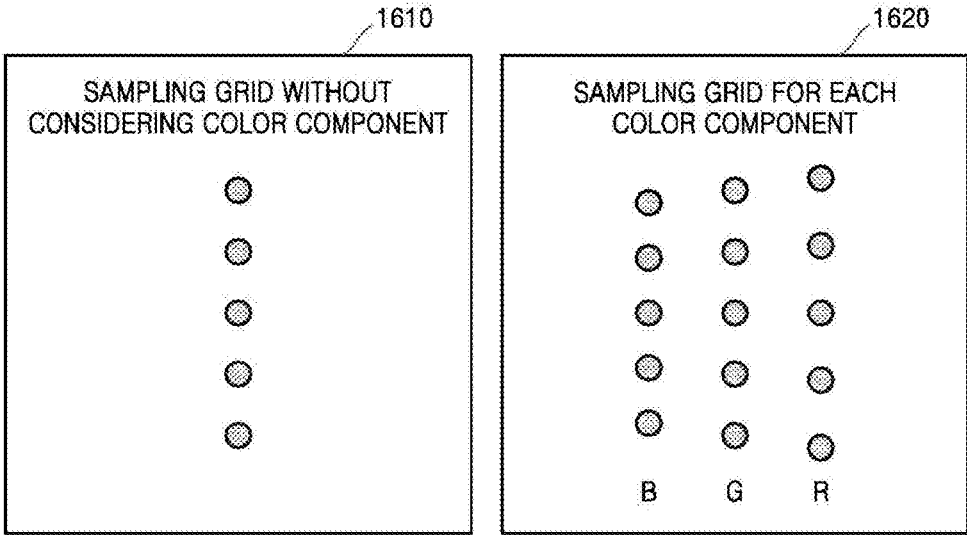 1610
SAMPLING GRID WITHOUT
CONSIDERING COLOR COMPONENT
1620
SAMPLING GRID FOR EACH
COLOR COMPONENT
B G R